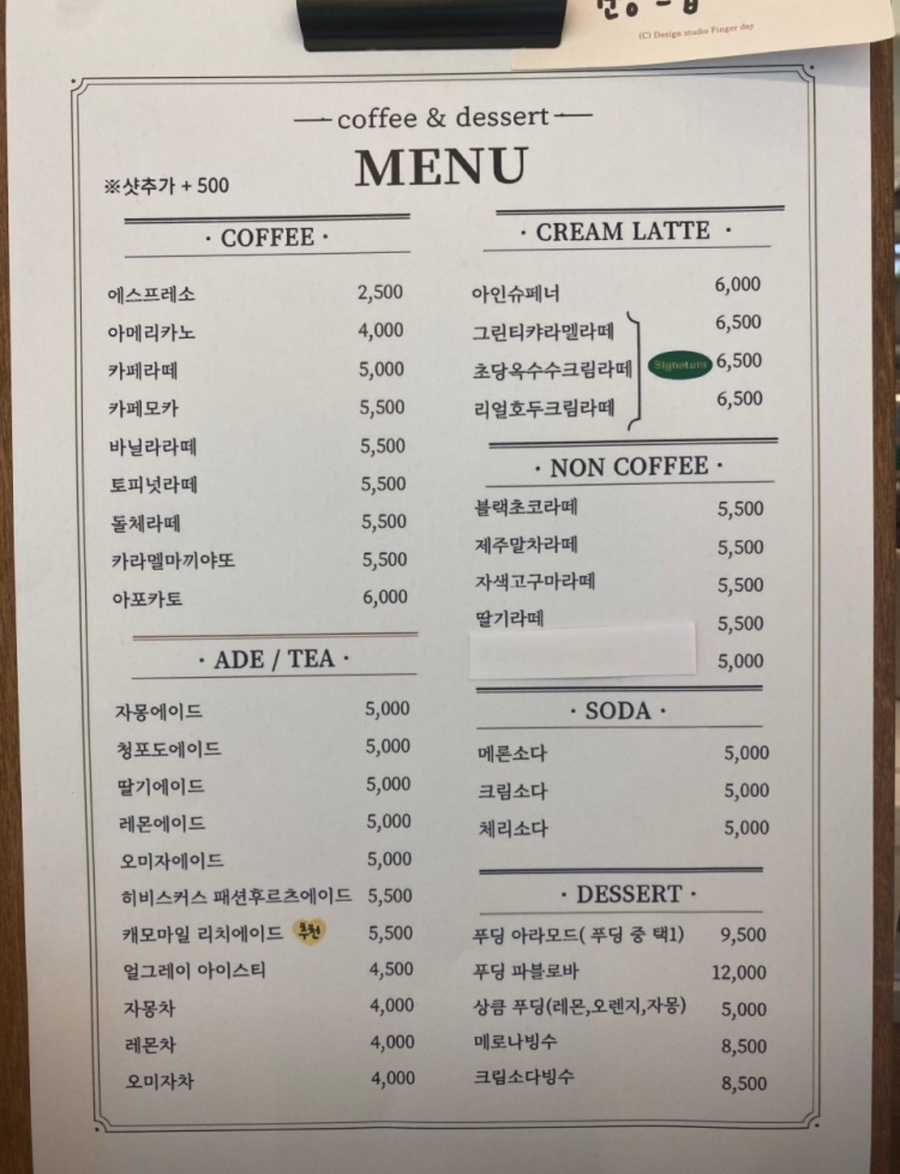 (C) Design studio Finger day
coffee & dessert
MENU
※샷추가 + 500
· COFFEE ·
에스프레소 2,500
아메리카노 4,000
카페라떼 5,000
카페모카 5,500
바닐라라떼 5,500
토피넛라떼 5,500
돌체라떼 5,500
카라멜마끼야또 5,500
아포카토 6,000
· ADE / TEA ·
자몽에이드 5,000
청포도에이드 5,000
딸기에이드 5,000
레몬에이드 5,000
오미자에이드 5,000
히비스커스 패션후르츠에이드 5,500
캐모마일 리치에이드 추천 5,500
얼그레이 아이스티 4,500
자몽차 4,000
레몬차 4,000
오미자차 4,000
· CREAM LATTE ·
아인슈페너 6,000
그린티캬라멜라떼 6,500
초당옥수수크림라떼 Signature 6,500
리얼호두크림라떼 6,500
· NON COFFEE ·
블랙초코라떼 5,500
제주말차라떼 5,500
자색고구마라떼 5,500
딸기라떼 5,500
5,000
· SODA ·
메론소다 5,000
크림소다 5,000
체리소다 5,000
· DESSERT ·
푸딩 아라모드( 푸딩 중 택1) 9,500
푸딩 파블로바 12,000
상큼 푸딩(레몬,오렌지,자몽) 5,000
메로나빙수 8,500
크림소다빙수 8,500